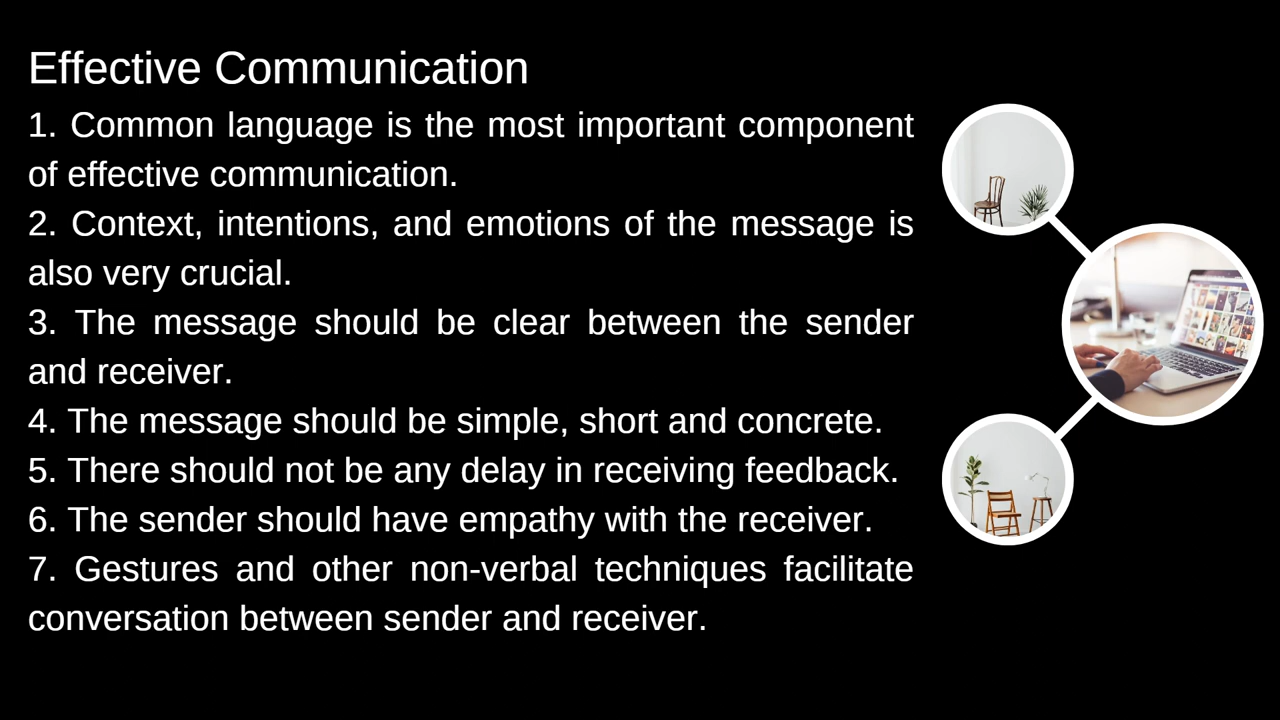 Effective Communication
1. Common language is the most important component
of effective communication.
2. Context, intentions, and emotions of the message is
also very crucial.
3. The message should be clear between the sender
and receiver.
4. The message should be simple, short and concrete.
5. There should not be any delay in receiving feedback.
6. The sender should have empathy with the receiver.
7. Gestures and other non-verbal techniques facilitate
conversation between sender and receiver.